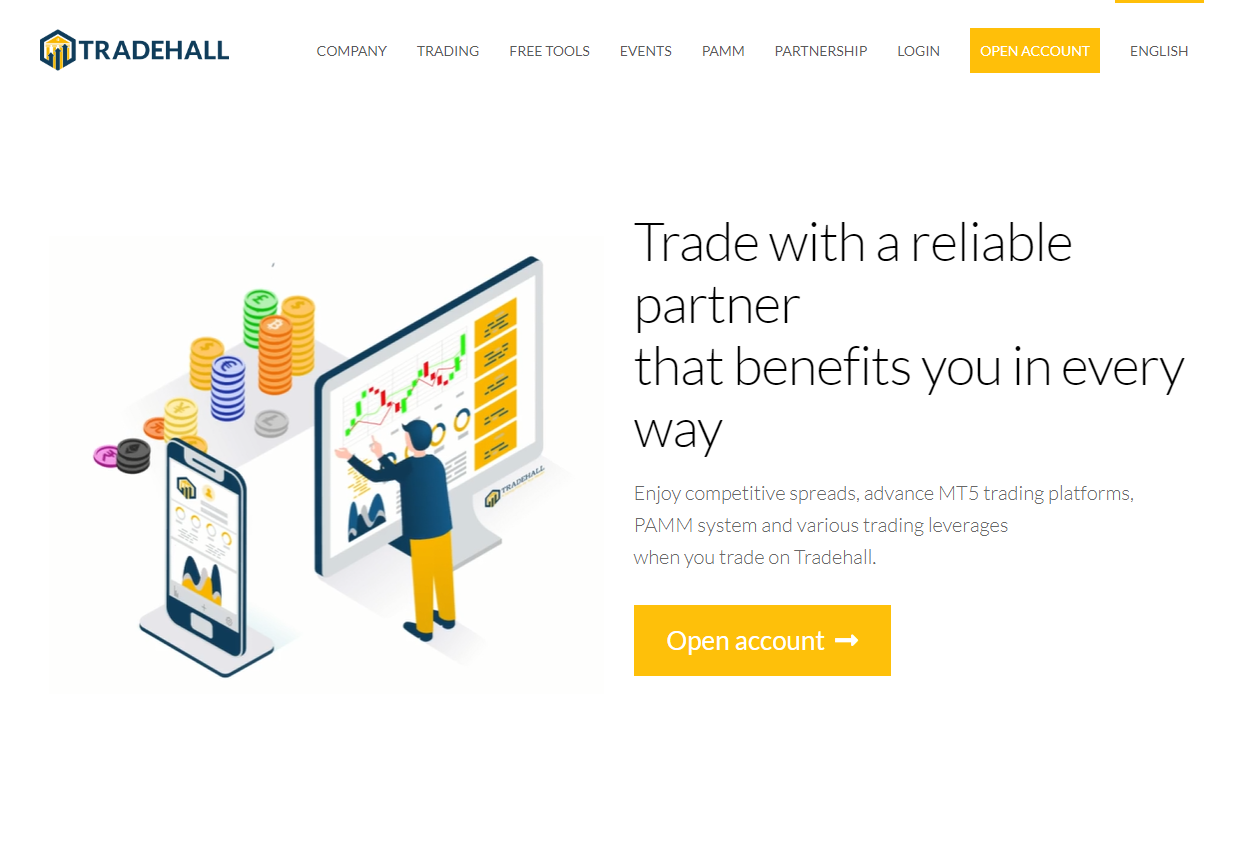 TRADEHALL
COMPANY
TRADING
FREE TOOLS
EVENTS
PAMM
PARTNERSHIP
LOGIN
OPEN ACCOUNT
ENGLISH
Trade with a reliable
partner
that benefits you in every
way
Enjoy competitive spreads, advance MT5 trading platforms,
PAMM system and various trading leverages
when you trade on Tradehall.
Open account
TRADEHALL